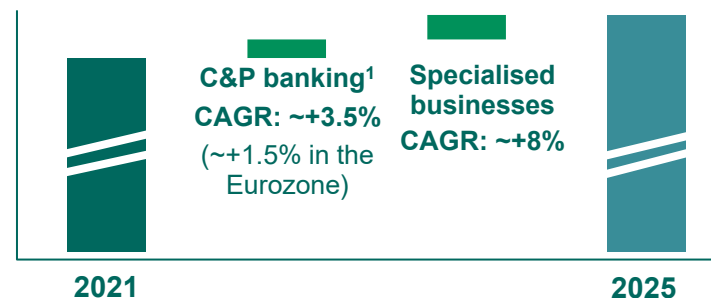 C&P banking¹
CAGR: ~+3.5%
(~+1.5% in the
Eurozone)
Specialised
businesses
CAGR: ~+8%
2021
2025